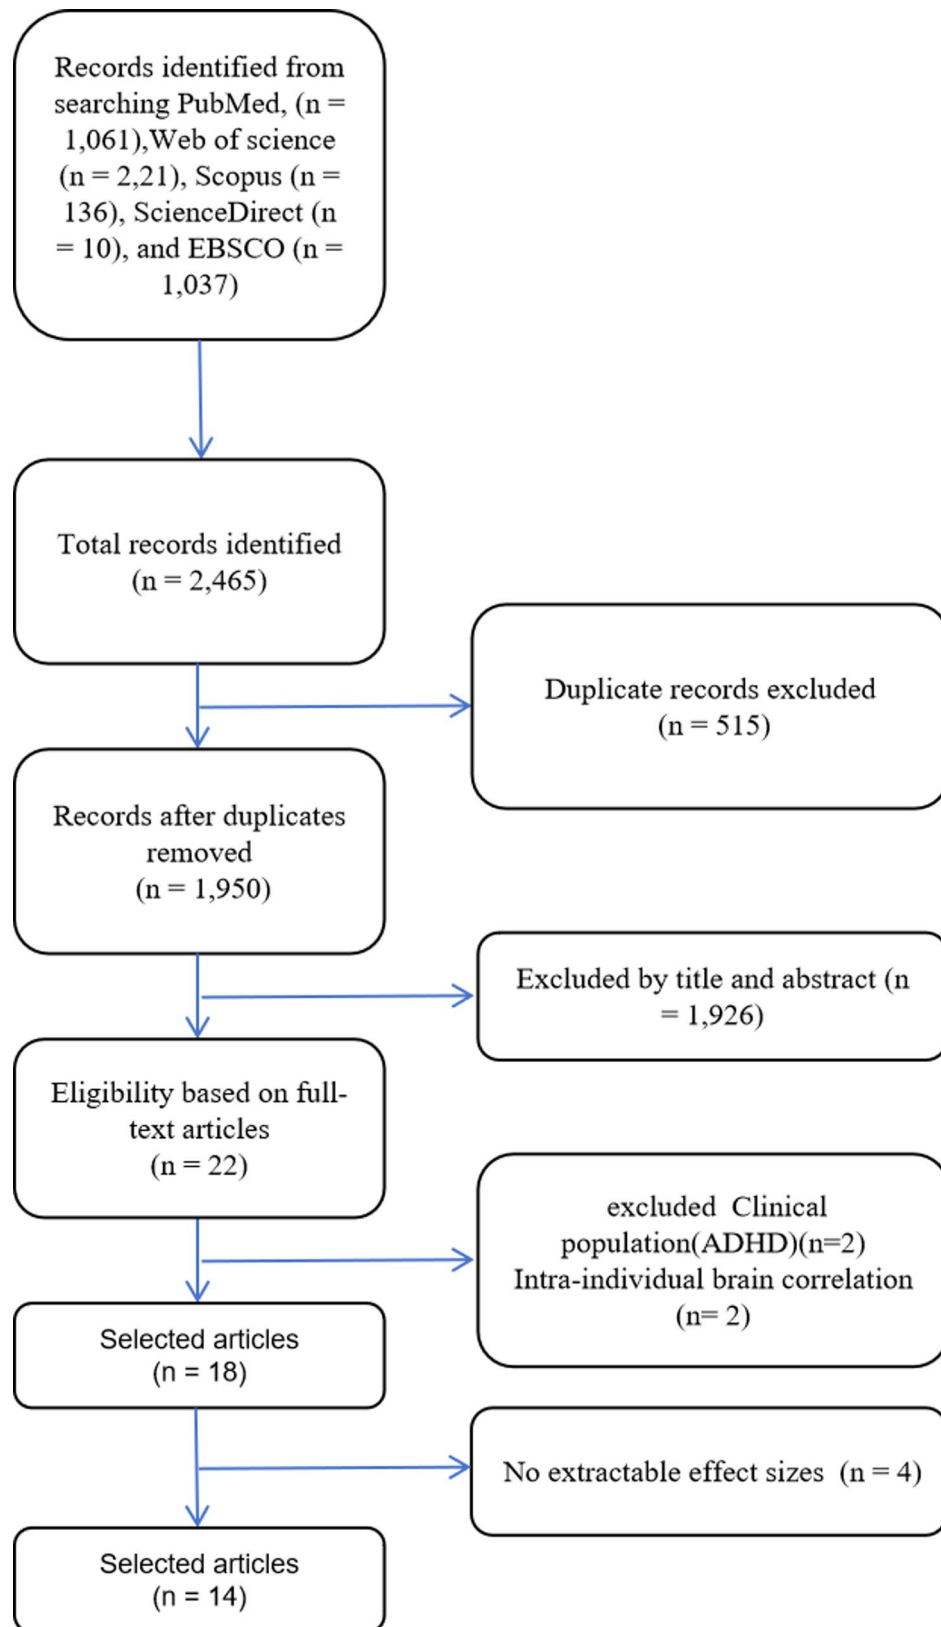 Records identified from
searching PubMed, (n =
1,061),Web of science
(n = 2,21), Scopus (n =
136), ScienceDirect (n
= 10), and EBSCO (n =
1,037)
Total records identified
(n = 2,465)
Duplicate records excluded
(n = 515)
Records after duplicates
removed
(n = 1,950)
Excluded by title and abstract (n
= 1,926)
Eligibility based on full-
text articles
(n = 22)
excluded  Clinical
population(ADHD)(n=2)
Intra-individual brain correlation
(n= 2)
Selected articles
(n = 18)
No extractable effect sizes  (n = 4)
Selected articles
(n = 14)